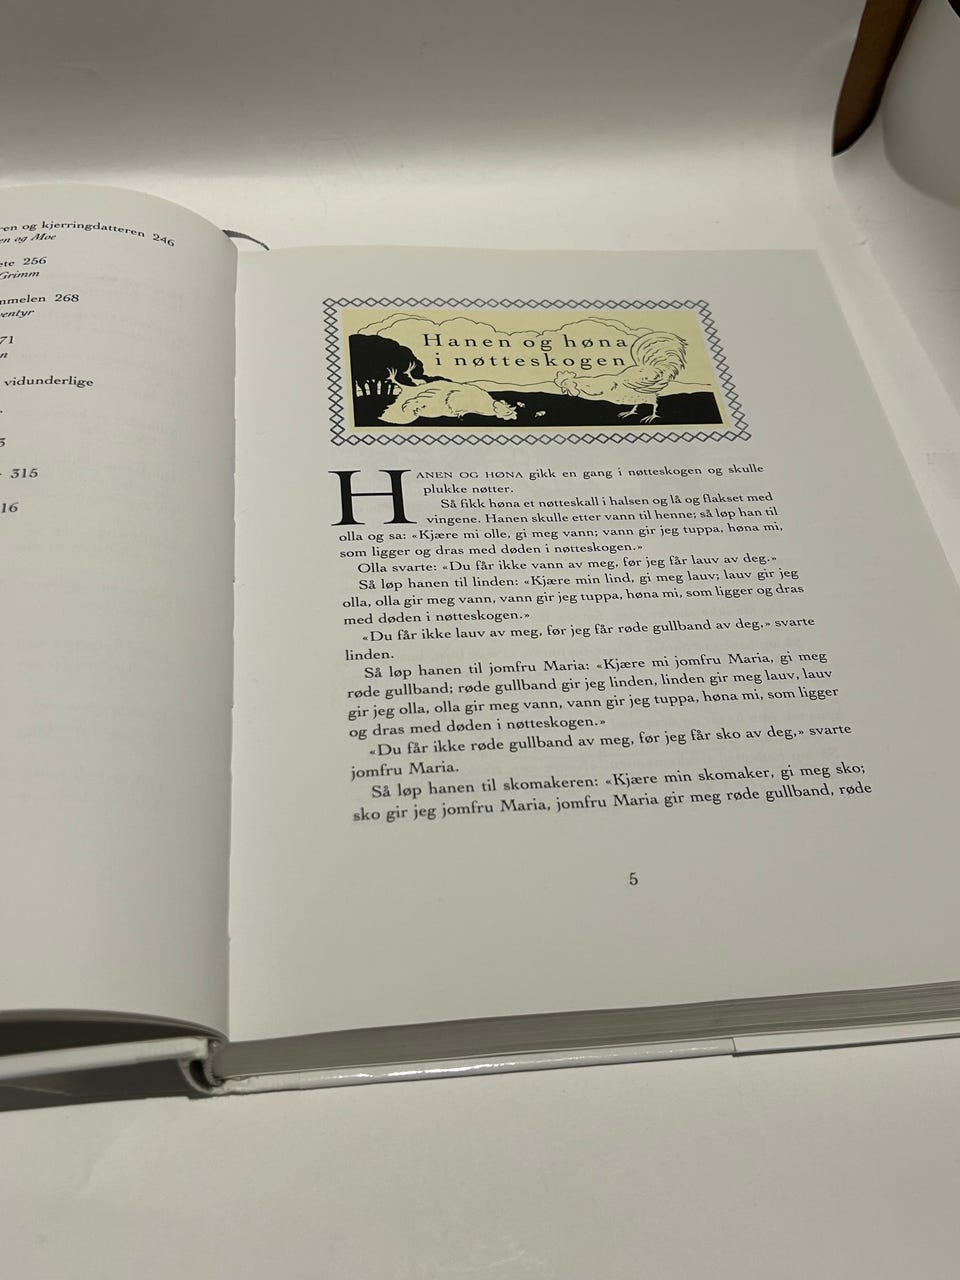 ren og kjerringdatteren 246
en og Moe
ete 256
Grimm
mmelen 268
ventyr
71
n
vidunderlige
315
16
Hanen og høna
i nøtteskogen
HANEN OG HØNA gikk en gang i nøtteskogen og skulle
plukke nøtter.
Så fikk høna et nøtteskall i halsen og lå og flakset med
vingene. Hanen skulle etter vann til henne; så løp han til
olla og sa: «Kjære mi olle, gi meg vann; vann gir jeg tuppa, høna mi,
som ligger og dras med døden i nøtteskogen.»
Olla svarte: «Du får ikke vann av meg, før jeg får lauv av deg.»
Så løp hanen til linden: «Kjære min lind, gi meg lauv; lauv gir jeg
olla, olla gir meg vann, vann gir jeg tuppa, høna mi, som ligger og dras
med døden i nøtteskogen.»
«Du får ikke lauv av meg, før jeg får røde gullband av deg,» svarte
linden.
Så løp hanen til jomfru Maria: «Kjære mi jomfru Maria, gi meg
røde gullband; røde gullband gir jeg linden, linden gir meg lauv, lauv
gir jeg olla, olla gir meg vann, vann gir jeg tuppa, høna mi, som ligger
og dras med døden i nøtteskogen.»
«Du får ikke røde gullband av meg, før jeg får sko av deg,» svarte
jomfru Maria.
Så løp hanen til skomakeren: «Kjære min skomaker, gi meg sko;
sko gir jeg jomfru Maria, jomfru Maria gir meg røde gullband, røde
5